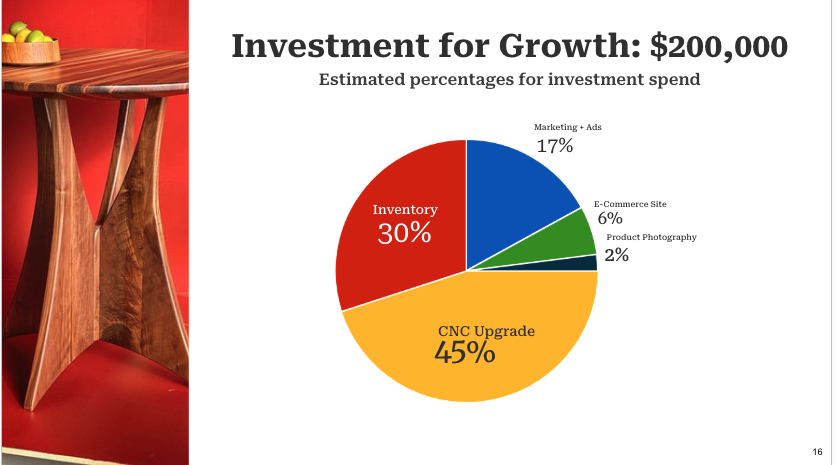 Investment for Growth: $200,000
Estimated percentages for investment spend
Marketing + Ads
17%
E-Commerce Site
6%
Product Photography
2%
Inventory
30%
CNC Upgrade
45%
16